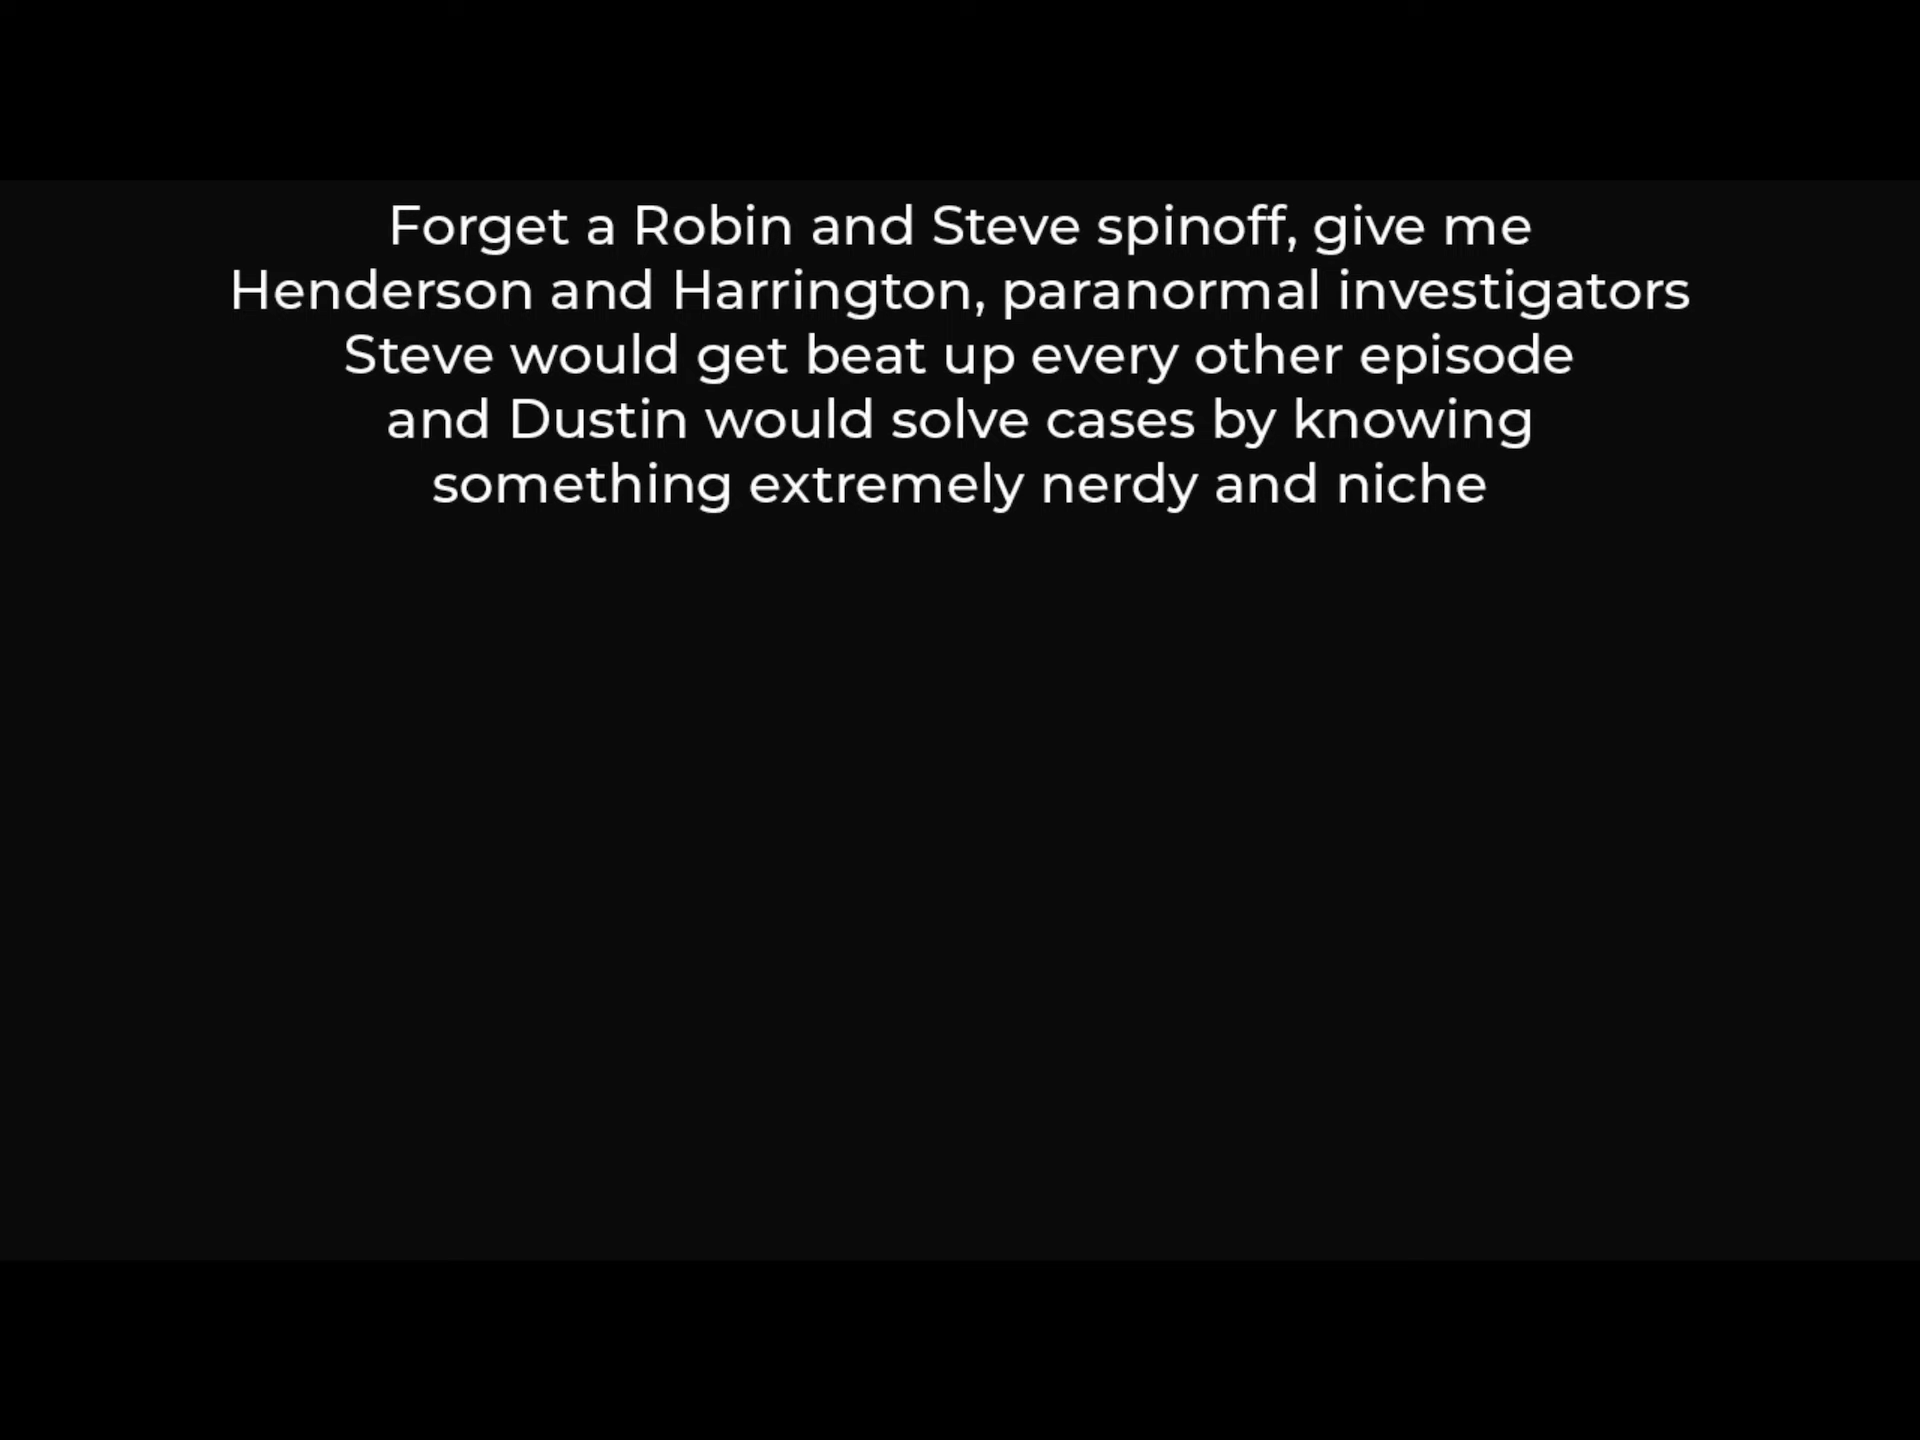 Forget a Robin and Steve spinoff, give me
Henderson and Harrington, paranormal investigators
Steve would get beat up every other episode
and Dustin would solve cases by knowing
something extremely nerdy and niche